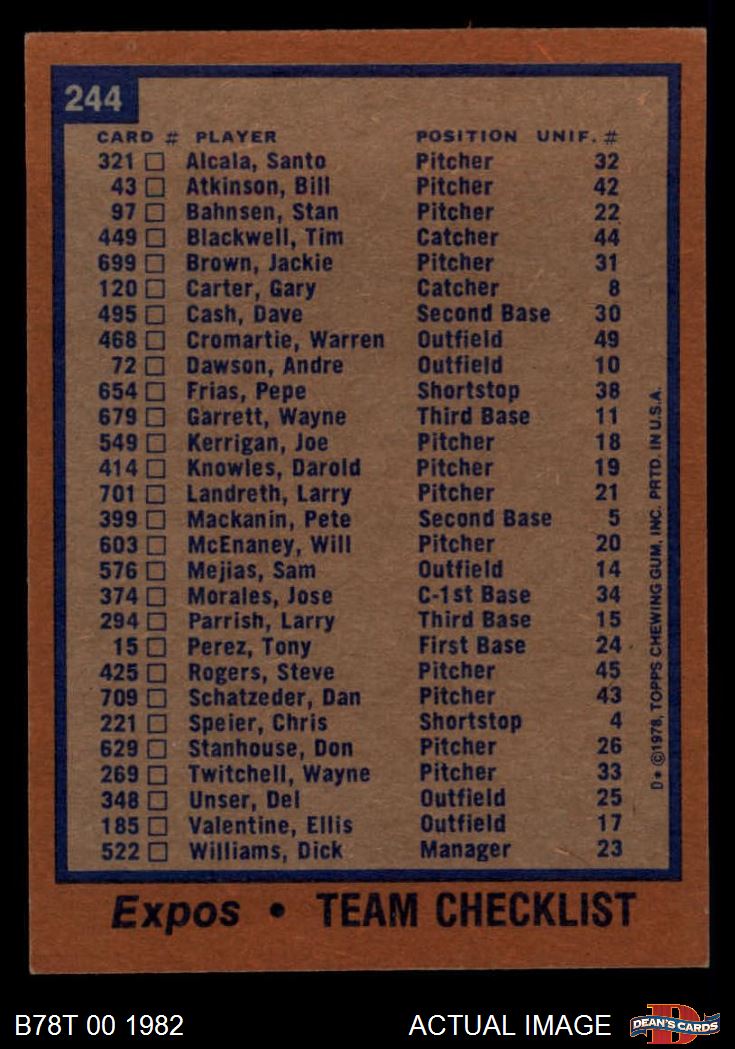 244
CARD # PLAYER POSITION UNIF. #
321 Alcala, Santo Pitcher 32
43 Atkinson, Bill Pitcher 42
97 Bahnsen, Stan Pitcher 22
449 Blackwell, Tim Catcher 44
699 Brown, Jackie Pitcher 31
120 Carter, Gary Catcher 8
495 Cash, Dave Second Base 30
468 Cromartie, Warren Outfield 49
72 Dawson, Andre Outfield 10
654 Frias, Pepe Shortstop 38
679 Garrett, Wayne Third Base 11
549 Kerrigan, Joe Pitcher 18
414 Knowles, Darold Pitcher 19
701 Landreth, Larry Pitcher 21
399 Mackanin, Pete Second Base 5
603 McEnaney, Will Pitcher 20
576 Mejias, Sam Outfield 14
374 Morales, Jose C-1st Base 34
294 Parrish, Larry Third Base 15
15 Perez, Tony First Base 24
425 Rogers, Steve Pitcher 45
709 Schatzeder, Dan Pitcher 43
221 Speier, Chris Shortstop 4
629 Stanhouse, Don Pitcher 26
269 Twitchell, Wayne Pitcher 33
348 Unser, Del Outfield 25
185 Valentine, Ellis Outfield 17
522 Williams, Dick Manager 23
D* ©1978, TOPPS CHEWING GUM, INC. PRTD. IN U.S.A.
Expos • TEAM CHECKLIST
B78T 00 1982 ACTUAL IMAGE
D
DEAN'S CARDS